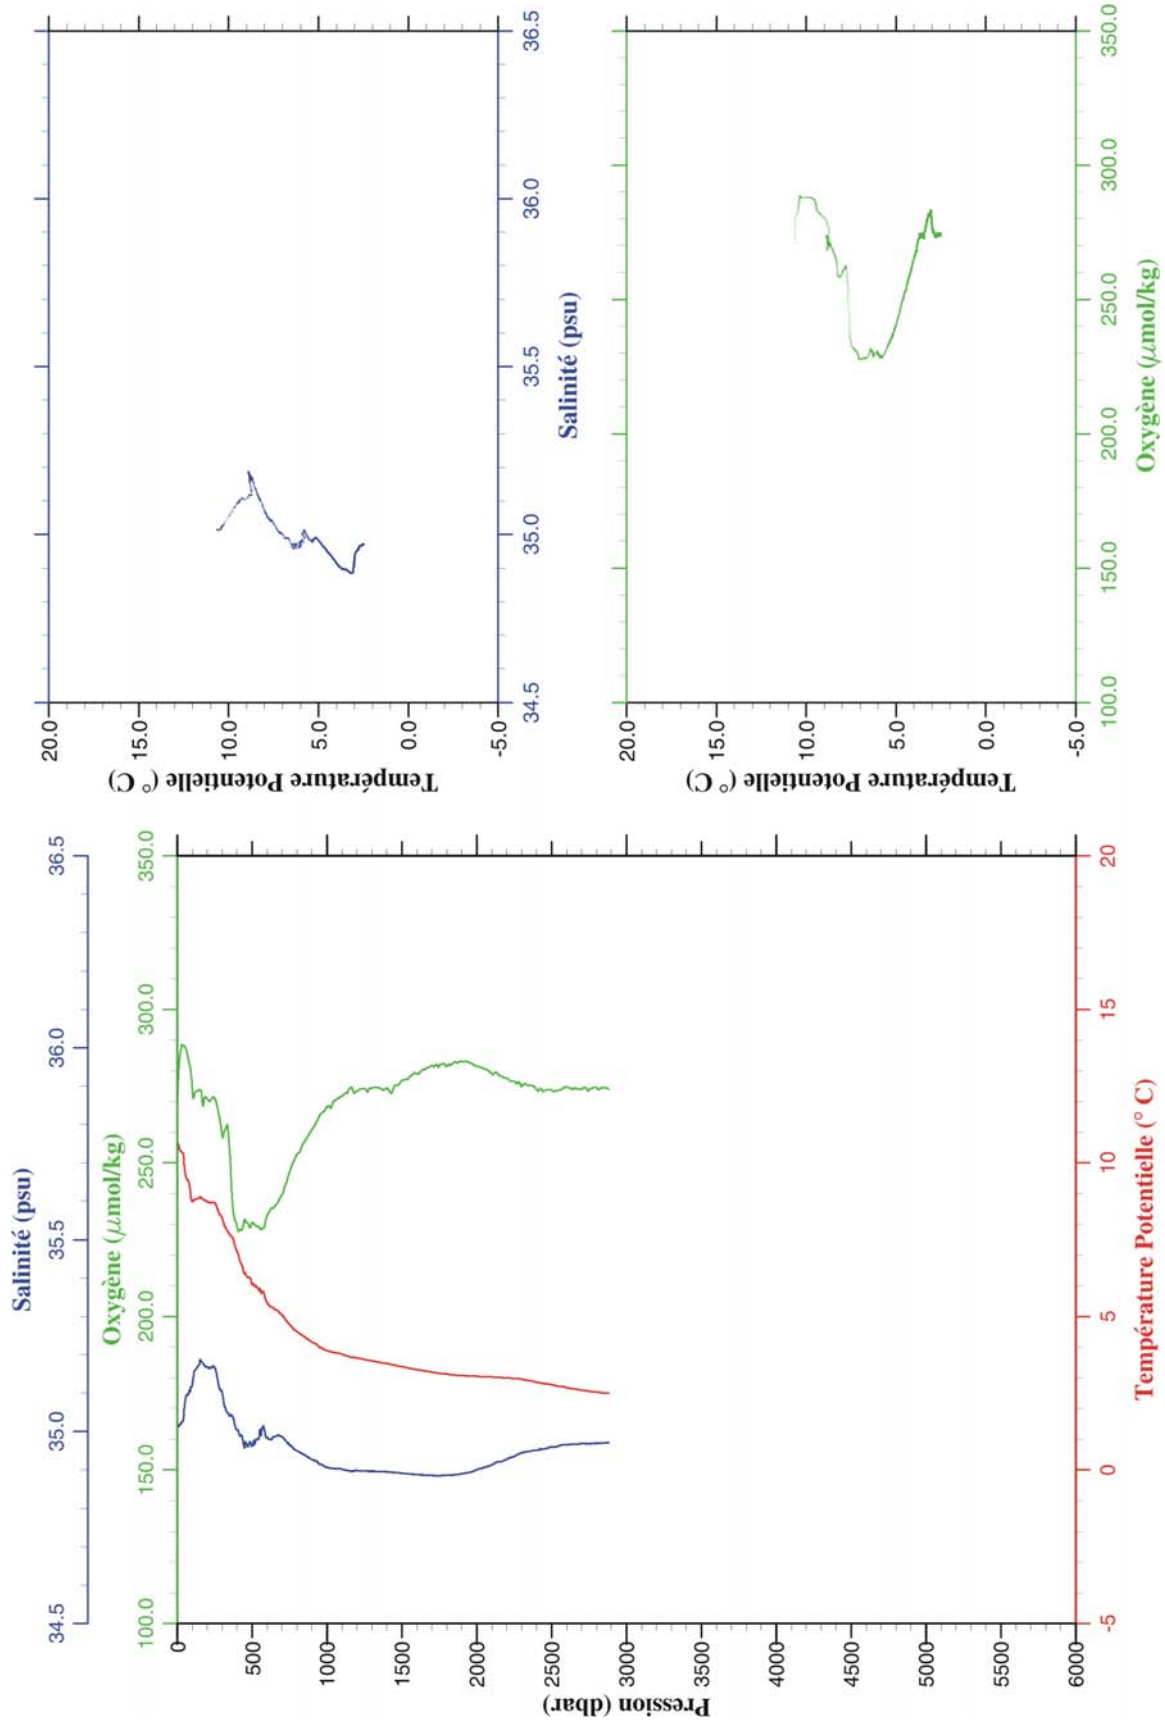 Salinité (psu)
34.5 35.0 35.5 36.0 36.5
Oxygène (μmol/kg)
100.0 150.0 200.0 250.0 300.0 350.0
Pression (dbar)
0
500
1000
1500
2000
2500
3000
3500
4000
4500
5000
5500
6000
-5 0 5 10 15 20
Température Potentielle (° C)
Température Potentielle (° C)
20.0
15.0
10.0
5.0
0.0
-5.0
34.5 35.0 35.5 36.0 36.5
Salinité (psu)
Température Potentielle (° C)
20.0
15.0
10.0
5.0
0.0
-5.0
100.0 150.0 200.0 250.0 300.0 350.0
Oxygène (μmol/kg)